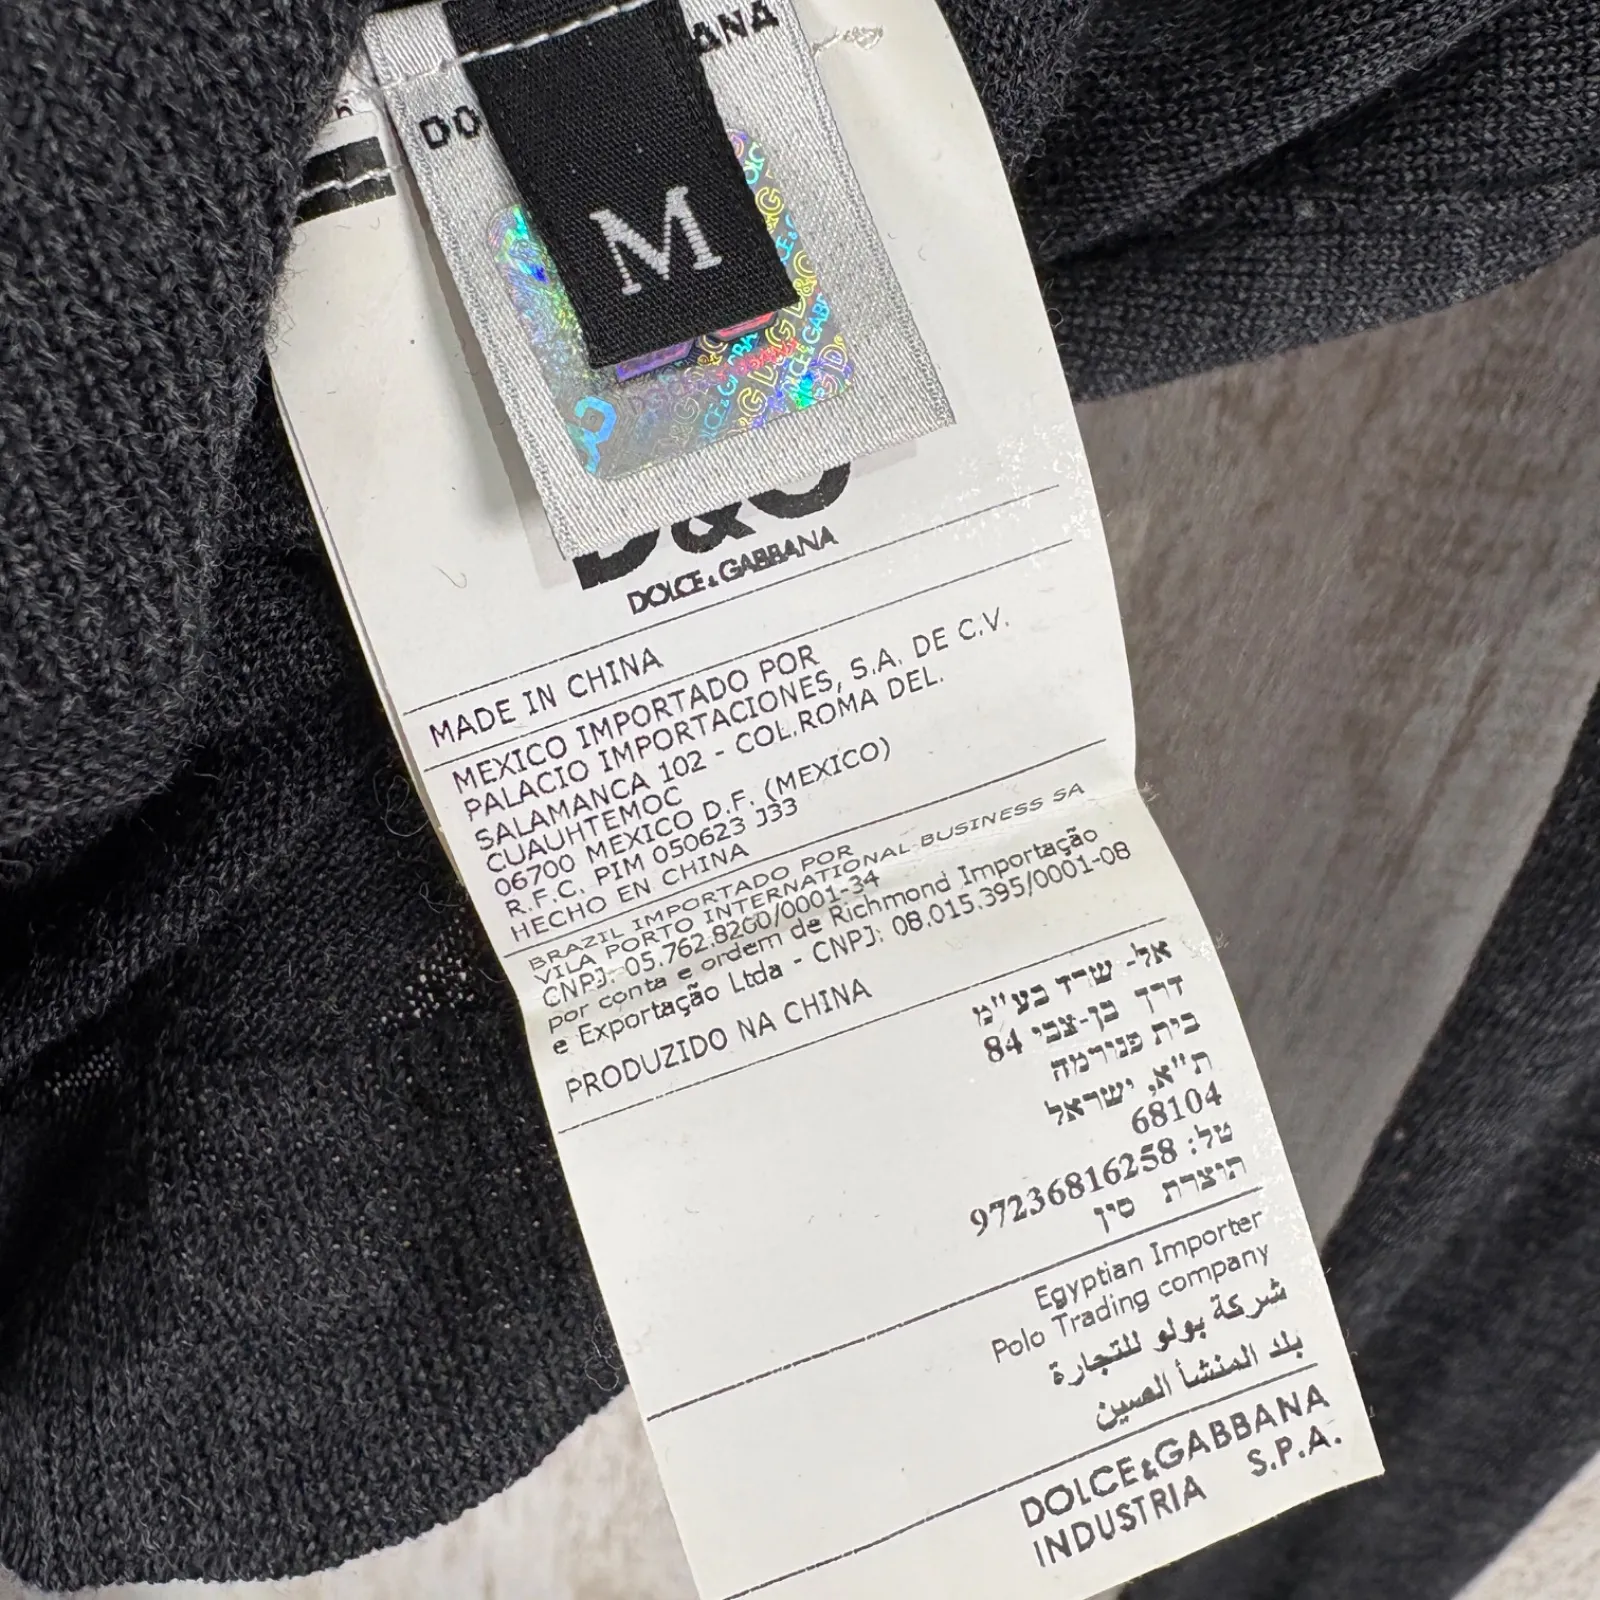 M
D&G
DOLCE & GABBANA
MADE IN CHINA
MEXICO IMPORTADO POR
PALACIO IMPORTACIONES, S.A. DE C.V.
SALAMANCA 102 - COL.ROMA DEL.
CUAUHTEMOC
06700 MEXICO D.F. (MEXICO)
R.F.C. PIM 050623 J33
HECHO EN CHINA
BRAZIL IMPORTADO POR
VILA PORTO INTERNATIONAL BUSINESS SA
CNPJ: 05.762.8260/0001-34
por conta e ordem de Richmond Importação
e Exportação Ltda - CNPJ: 08.015.395/0001-08
PRODUZIDO NA CHINA
אל- שרד בע"מ
דרך בן-צבי 84
בית פנורמה
ת"א, ישראל
68104
טל: 97236816258
תוצרת סין
Egyptian Importer
Polo Trading company
شركة بولو للتجارة
بلد المنشأ الصين
DOLCE & GABBANA
INDUSTRIA S.P.A.